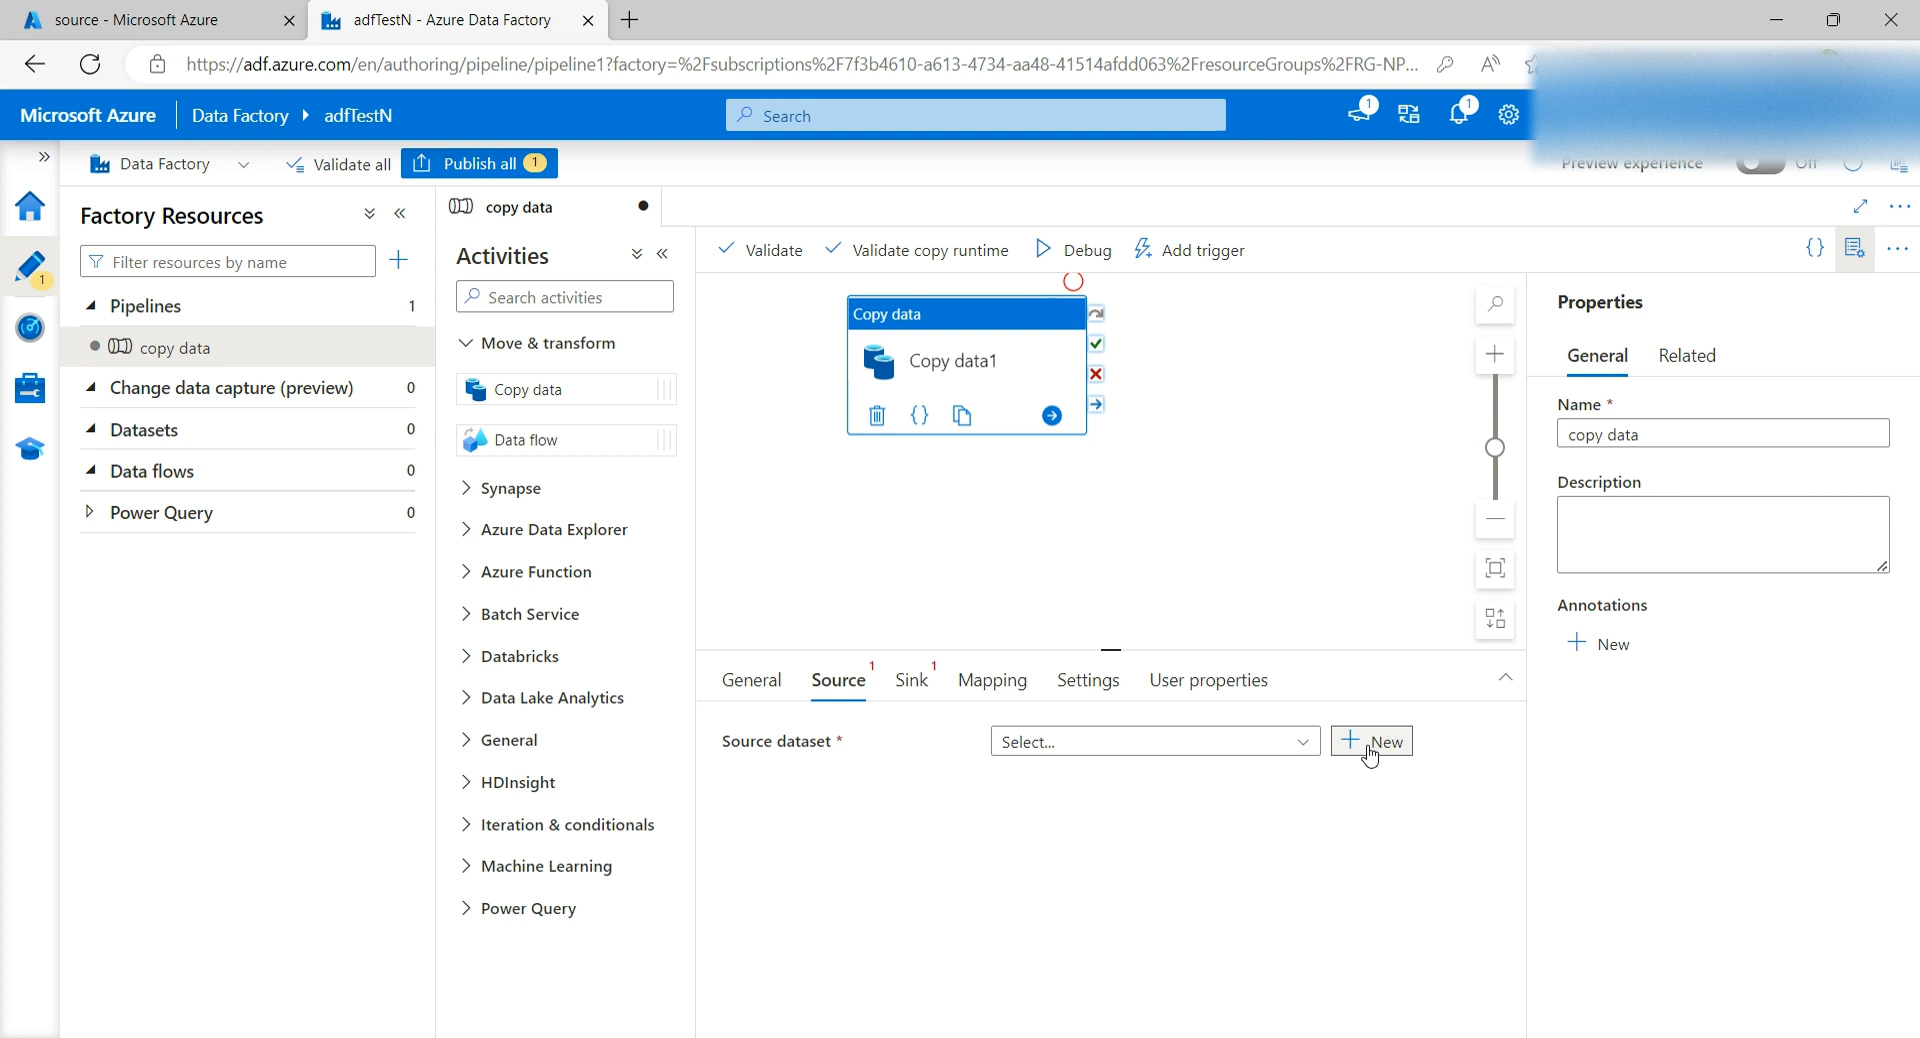 source - Microsoft Azure
adfTestN - Azure Data Factory
https://adf.azure.com/en/authoring/pipeline/pipeline1?factory=%2Fsubscriptions%2F7f3b4610-a613-4734-aa48-41514afdd063%2FresourceGroups%2FRG-NP...
Microsoft Azure
Data Factory
adfTestN
Search
1
1
Data Factory
Validate all
Publish all
1
Preview experience
Off
Factory Resources
copy data
Activities
Validate
Validate copy runtime
Debug
Add trigger
Filter resources by name
1
Search activities
Pipelines 1
copy data
Change data capture (preview) 0
Datasets 0
Data flows 0
Power Query 0
Move & transform
Copy data
Data flow
Synapse
Azure Data Explorer
Azure Function
Batch Service
Databricks
Data Lake Analytics
General
HDInsight
Iteration & conditionals
Machine Learning
Power Query
Copy data
Copy data1
{}
Properties
General
Related
Name *
copy data
Description
Annotations
New
General
Source 1
Sink 1
Mapping
Settings
User properties
Source dataset *
Select...
New